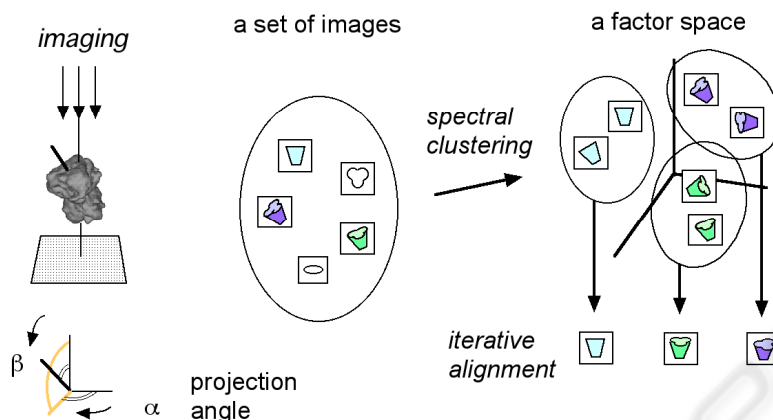 imaging
a set of images
a factor space
spectral
clustering
iterative
alignment
β
α
projection
angle